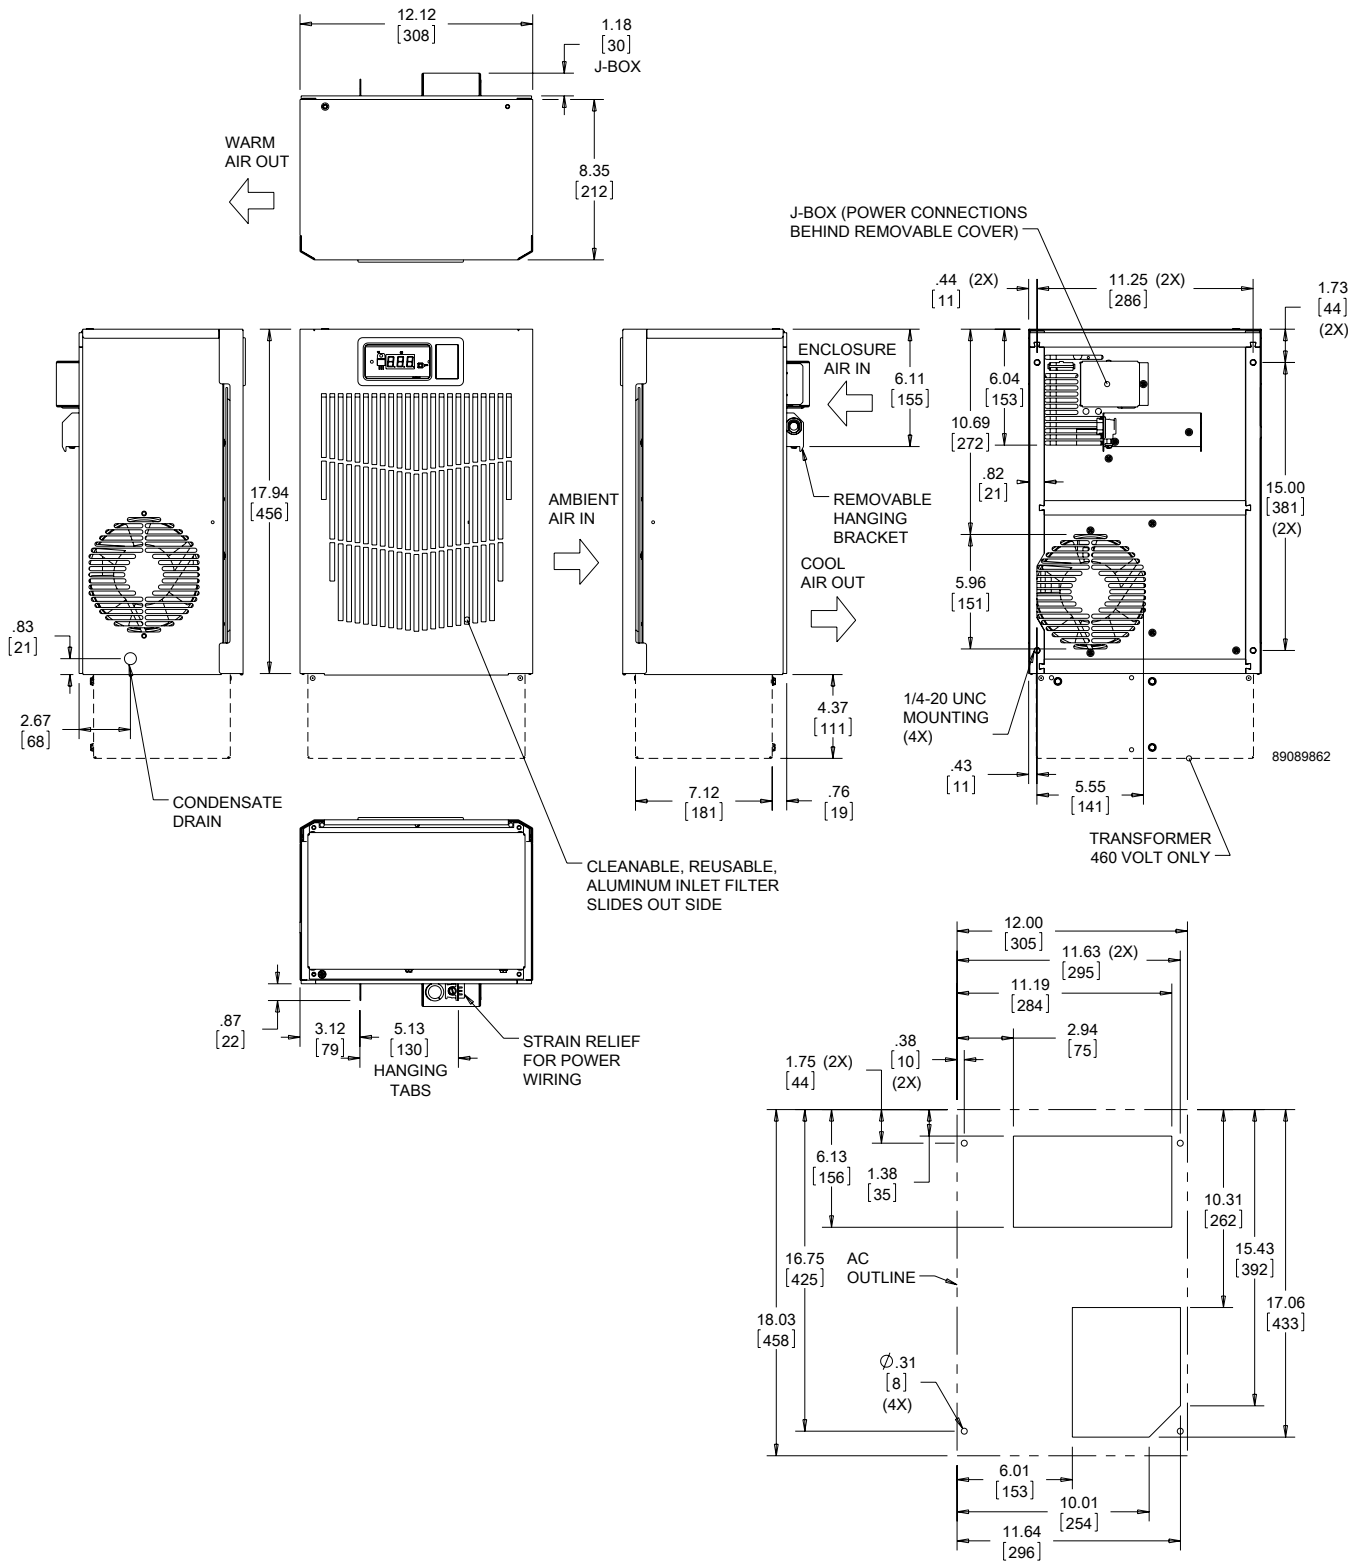 12.12
[308]
1.18
[30]
J-BOX
WARM
AIR OUT
8.35
[212]
J-BOX (POWER CONNECTIONS
BEHIND REMOVABLE COVER)
.44 (2X)
[11]
11.25 (2X)
[286]
1.73
[44]
(2X)
ENCLOSURE
AIR IN
6.11
[155]
6.04
[153]
10.69
[272]
.82
[21]
17.94
[456]
AMBIENT
AIR IN
REMOVABLE
HANGING
BRACKET
15.00
[381]
(2X)
COOL
AIR OUT
5.96
[151]
.83
[21]
2.67
[68]
4.37
[111]
1/4-20 UNC
MOUNTING
(4X)
89089862
.43
[11]
5.55
[141]
7.12
[181]
.76
[19]
CONDENSATE
DRAIN
TRANSFORMER
460 VOLT ONLY
CLEANABLE, REUSABLE,
ALUMINUM INLET FILTER
SLIDES OUT SIDE
12.00
[305]
11.63 (2X)
[295]
11.19
[284]
2.94
[75]
.38
[10]
(2X)
1.75 (2X)
[44]
.87
[22]
3.12
[79]
5.13
[130]
HANGING
TABS
STRAIN RELIEF
FOR POWER
WIRING
6.13
[156]
1.38
[35]
10.31
[262]
16.75
[425]
AC
OUTLINE
15.43
[392]
18.03
[458]
17.06
[433]
Ø.31
[8]
(4X)
6.01
[153]
10.01
[254]
11.64
[296]